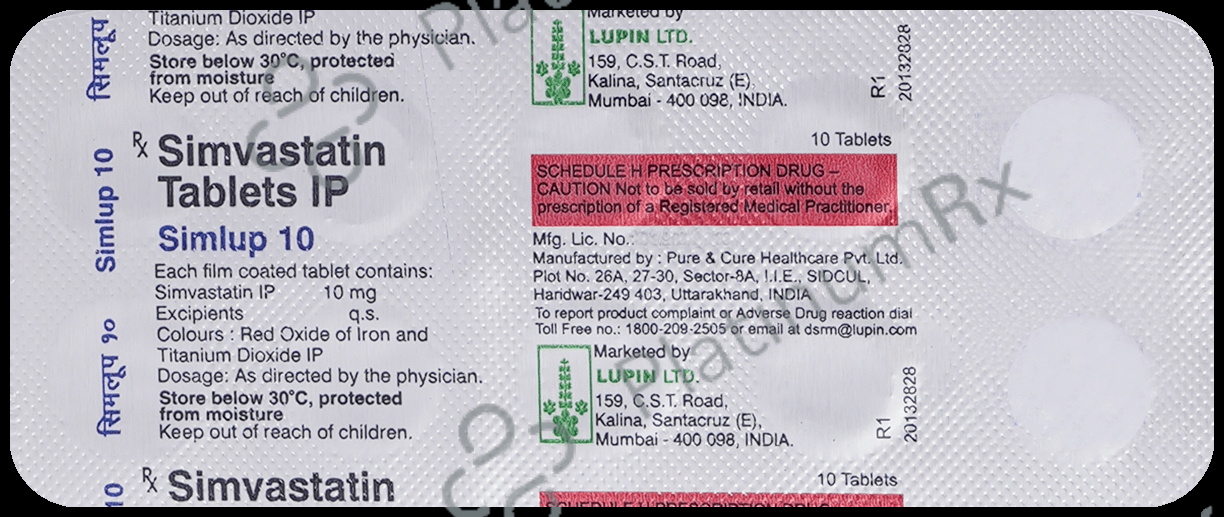 Titanium Dioxide IP
Dosage: As directed by the physician.
Store below 30°C, protected
from moisture
Keep out of reach of children.
सिमलूप
Rx Simvastatin
Tablets IP
Simlup 10
Simlup 10
Each film coated tablet contains:
Simvastatin IP 10 mg
Excipients q.s.
Colours : Red Oxide of Iron and
Titanium Dioxide IP
Dosage: As directed by the physician.
Store below 30°C, protected
from moisture
Keep out of reach of children.
सिमलूप १०
Rx Simvastatin
10
Marketed by
LUPIN LTD.
159, C.S.T. Road,
Kalina, Santacruz (E),
Mumbai - 400 098, INDIA.
R1
20132828
10 Tablets
SCHEDULE H PRESCRIPTION DRUG –
CAUTION Not to be sold by retail without the
prescription of a Registered Medical Practitioner.
Mfg. Lic. No.:
Manufactured by : Pure & Cure Healthcare Pvt. Ltd.
Plot No. 26A, 27-30, Sector-8A, I.I.E., SIDCUL,
Haridwar-249 403, Uttarakhand, INDIA
To report product complaint or Adverse Drug reaction dial
Toll Free no.: 1800-209-2505 or email at dsrm@lupin.com
Marketed by
LUPIN LTD.
159, C.S.T. Road,
Kalina, Santacruz (E),
Mumbai - 400 098, INDIA.
R1
20132828
10 Tablets
SCHEDULE H PRESCRIPTION DRUG
PlatinumRx